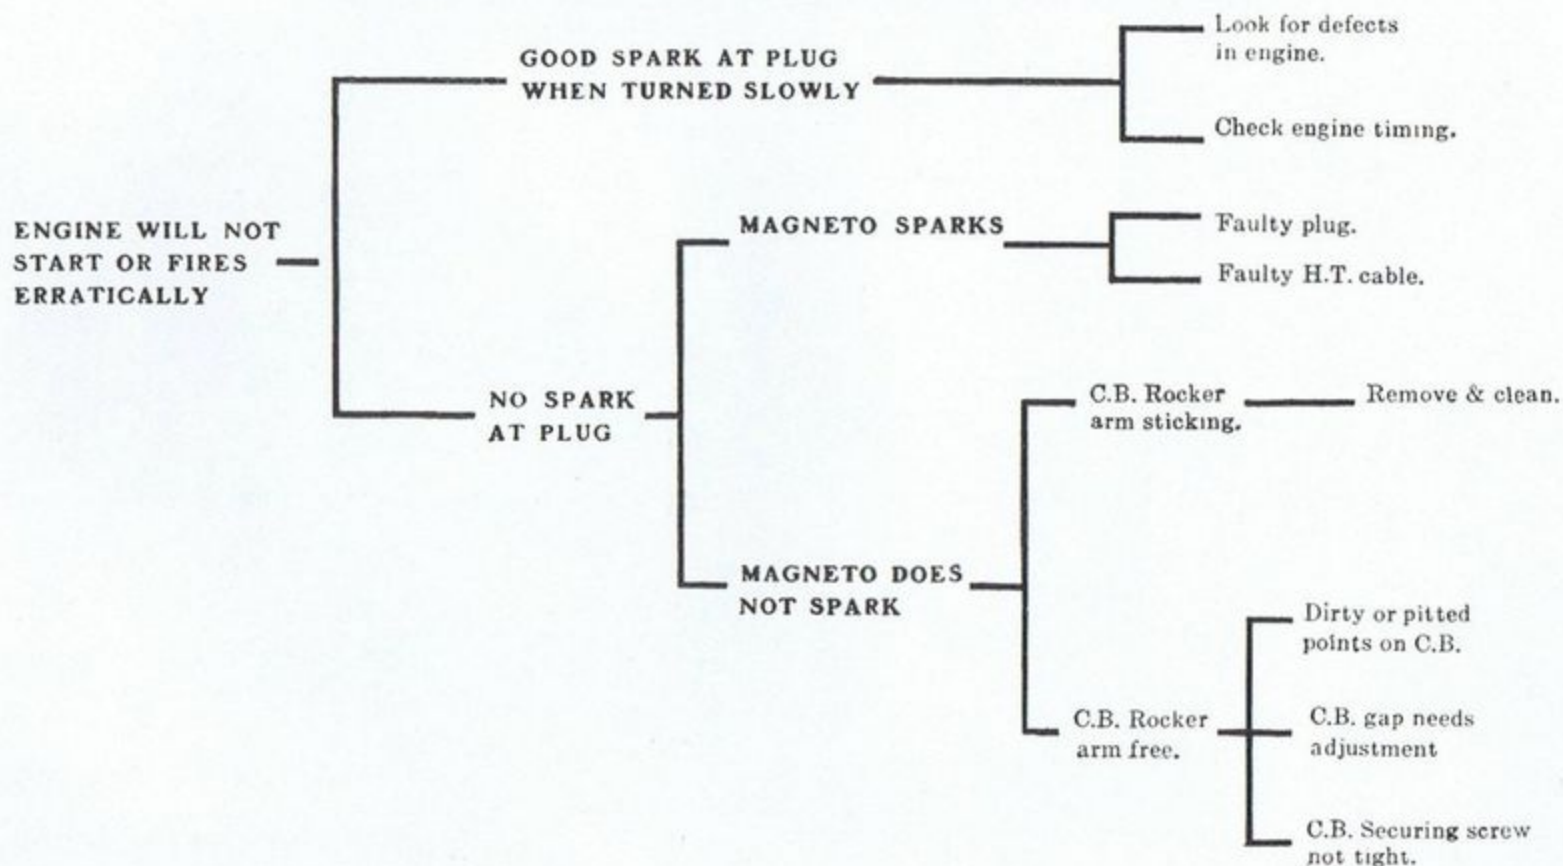 GOOD SPARK AT PLUG
WHEN TURNED SLOWLY
Look for defects
in engine.
Check engine timing.
ENGINE WILL NOT
START OR FIRES
ERRATICALLY
MAGNETO SPARKS
Faulty plug.
Faulty H.T. cable.
NO SPARK
AT PLUG
C.B. Rocker
arm sticking.
Remove & clean.
MAGNETO DOES
NOT SPARK
C.B. Rocker
arm free.
Dirty or pitted
points on C.B.
C.B. gap needs
adjustment
C.B. Securing screw
not tight.